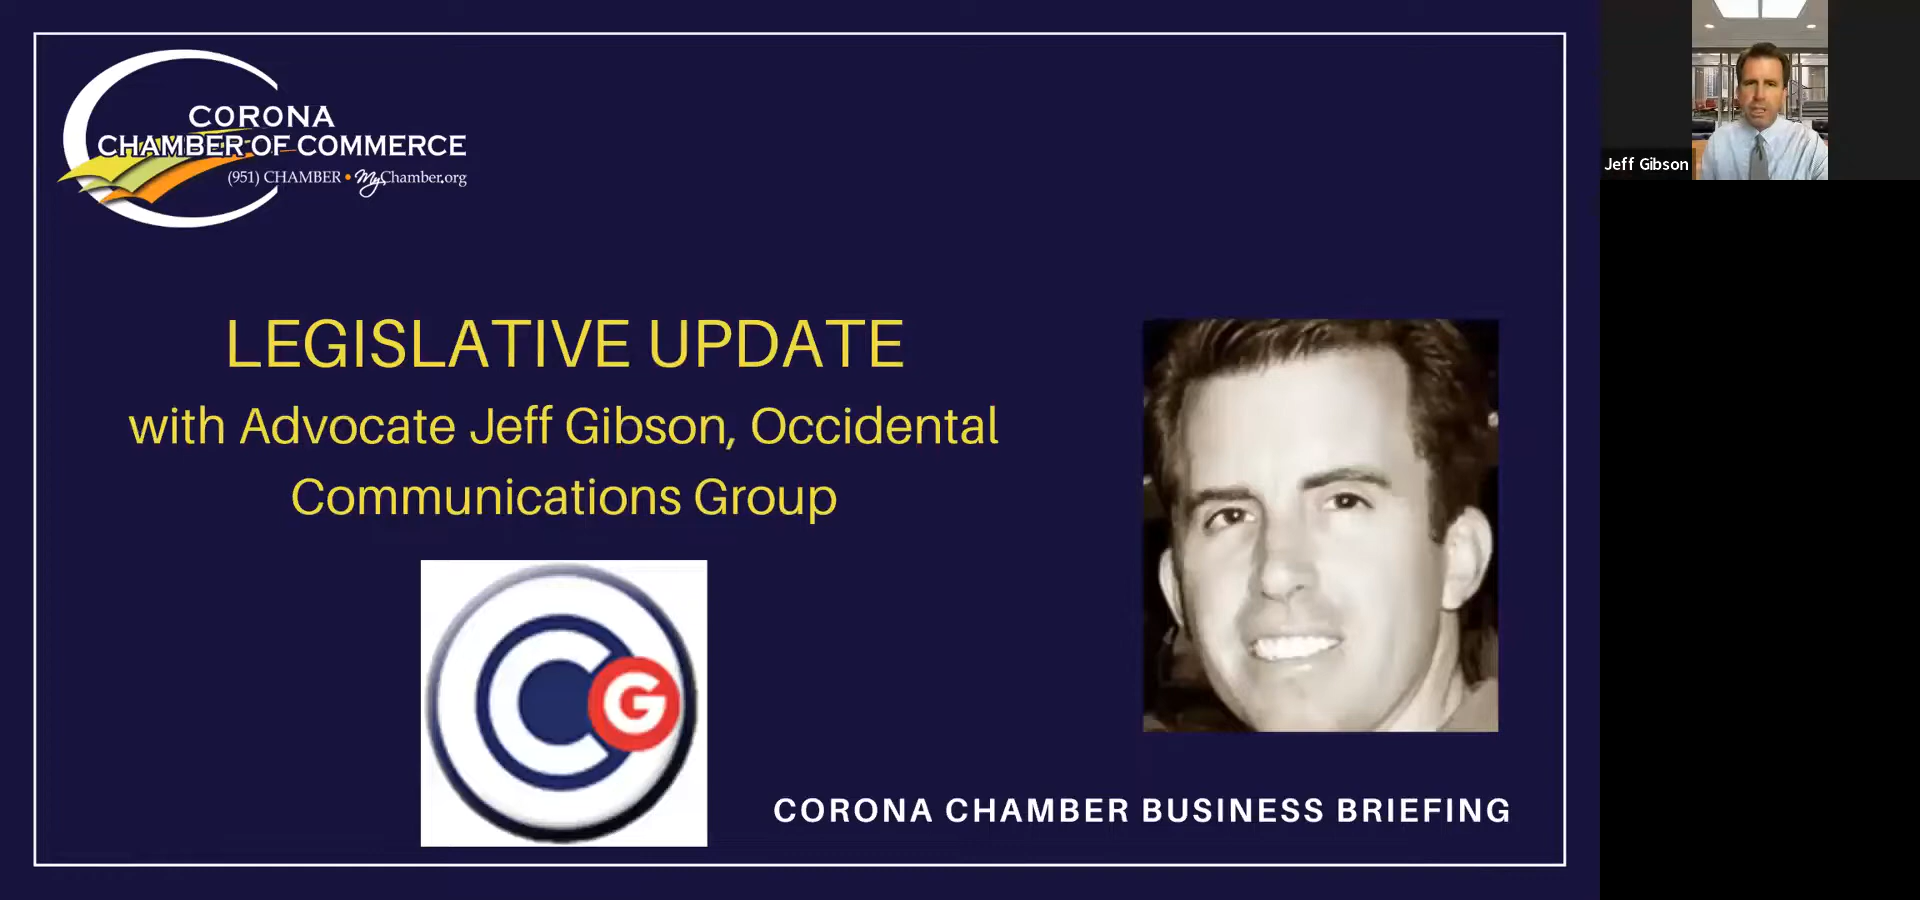 CORONA
CHAMBER OF COMMERCE
(951) CHAMBER • MyChamber.org
LEGISLATIVE UPDATE
with Advocate Jeff Gibson, Occidental
Communications Group
CG
CORONA CHAMBER BUSINESS BRIEFING
Jeff Gibson